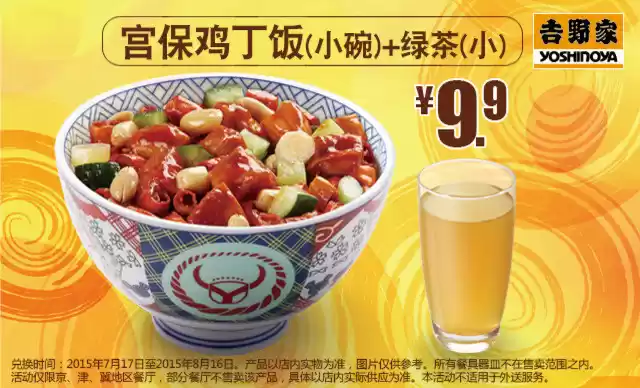 宫保鸡丁饭(小碗)+绿茶(小)
吉野家
YOSHINOYA
¥9.9
兑换时间：2015年7月17日至2015年8月16日。产品以店内实物为准，图片仅供参考。所有餐具器皿不在售卖范围之内。
活动仅限京、津、冀地区餐厅，部分餐厅不售卖该产品，具体以店内实际供应为准。本活动不适用于外送服务。